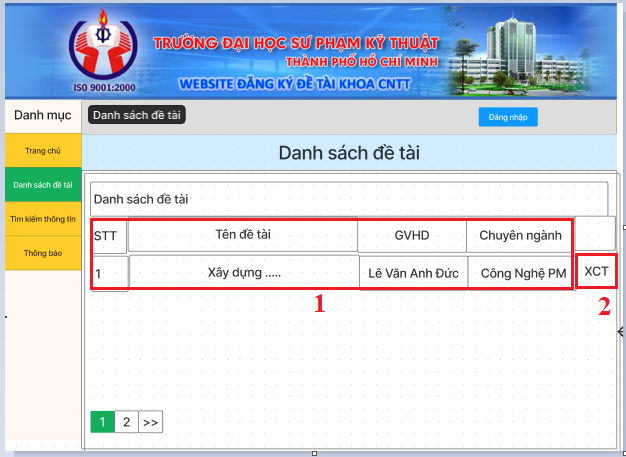 TRƯỜNG ĐẠI HỌC SƯ PHẠM KỸ THUẬT
THÀNH PHỐ HỒ CHÍ MINH
ISO 9001:2000
WEBSITE ĐĂNG KÝ ĐỀ TÀI KHOA CNTT
Danh mục
Danh sách đề tài
Đăng nhập
Trang chủ
Danh sách đề tài
Tìm kiếm thông tin
Thông báo
Danh sách đề tài
Danh sách đề tài
STT Tên đề tài GVHD Chuyên ngành
1 Xây dựng ..... Lê Văn Anh Đức Công Nghệ PM XCT
1 2
1 2 >>